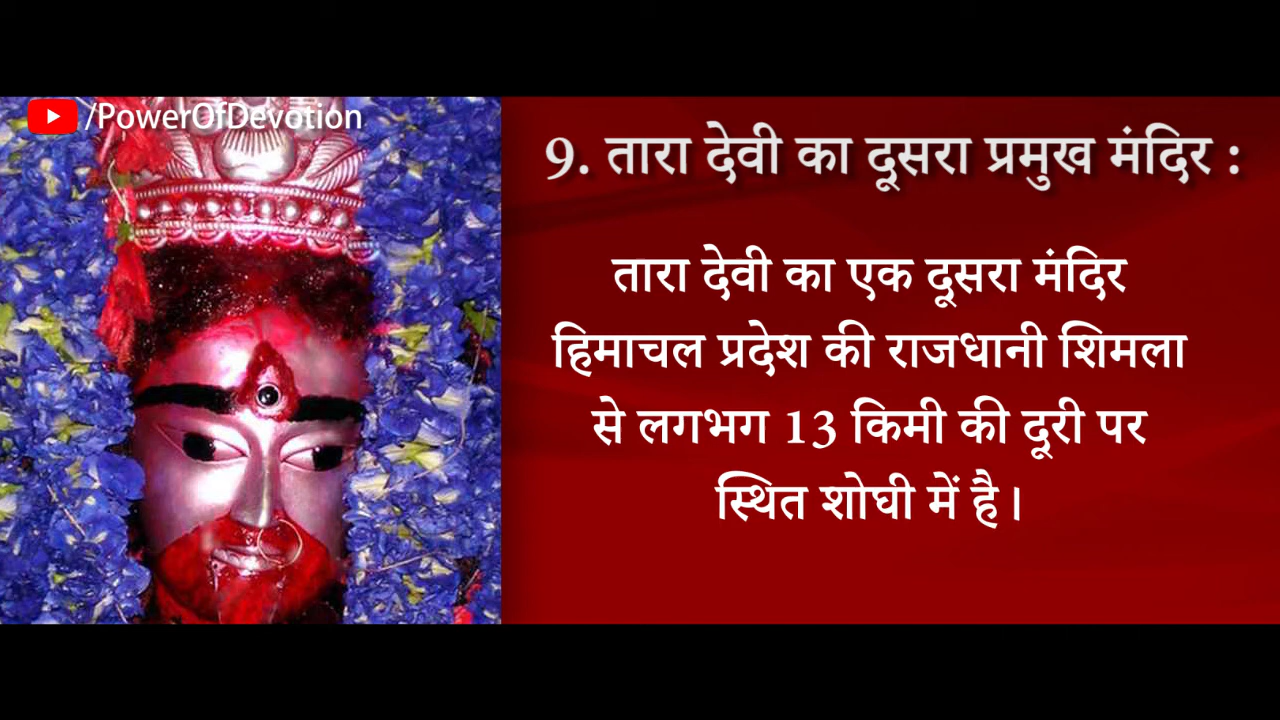 /PowerOfDevotion
9. तारा देवी का दूसरा प्रमुख मंदिर :
तारा देवी का एक दूसरा मंदिर
हिमाचल प्रदेश की राजधानी शिमला
से लगभग 13 किमी की दूरी पर
स्थित शोघी में है।